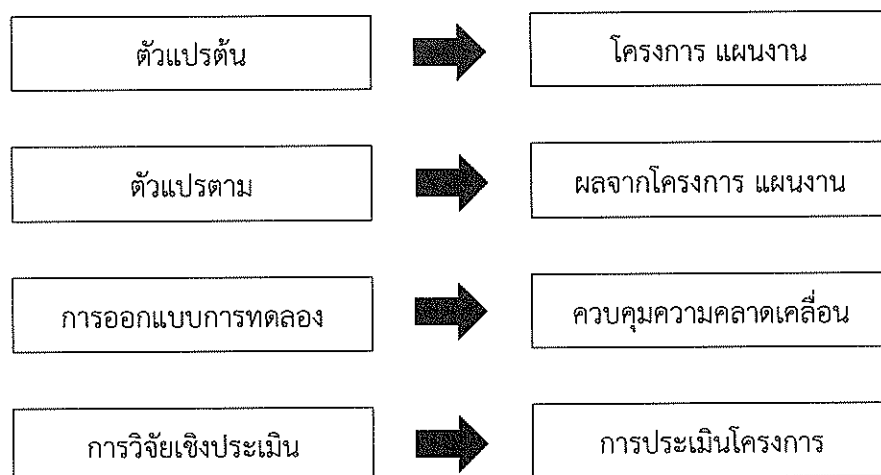 ตัวแปรต้น
โครงการ แผนงาน
ตัวแปรตาม
ผลจากโครงการ แผนงาน
การออกแบบการทดลอง
ควบคุมความคลาดเคลื่อน
การวิจัยเชิงประเมิน
การประเมินโครงการ